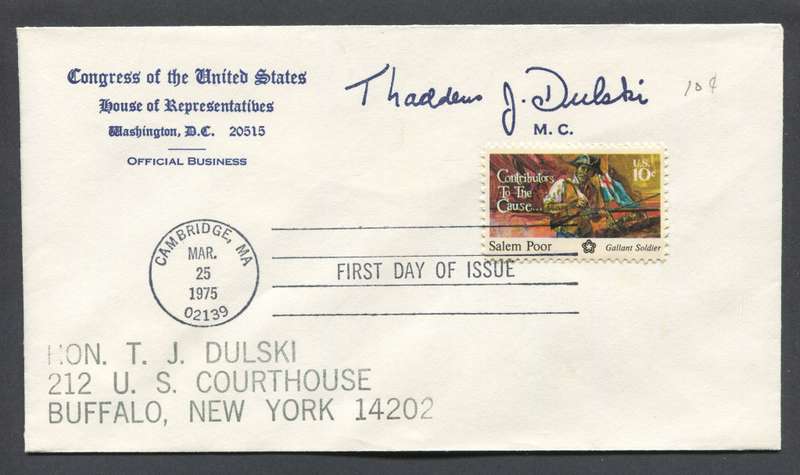 Congress of the United States
House of Representatives
Washington, D.C. 20515
OFFICIAL BUSINESS
Thaddeus J. Dulski
M. C.
10¢
Contributors
To The
Cause...
U.S.
10c
Salem Poor
Gallant Soldier
CAMBRIDGE, MA
MAR.
25
1975
02139
FIRST DAY OF ISSUE
HON. T. J. DULSKI
212 U. S. COURTHOUSE
BUFFALO, NEW YORK 14202